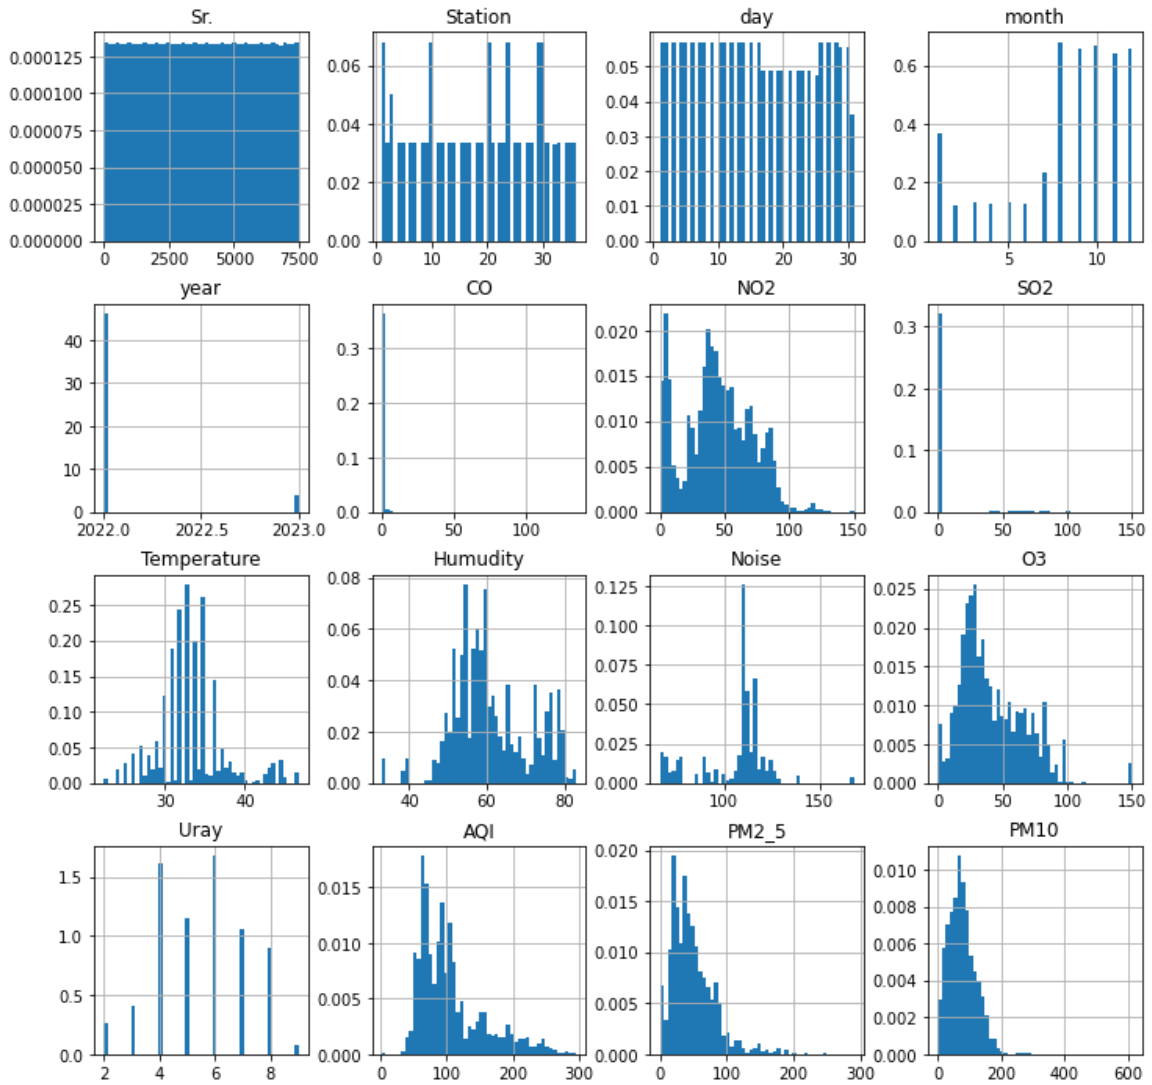 Sr. Station day month
0.000125 0.000100 0.000075 0.000050 0.000025 0.000000
0.06 0.04 0.02 0.00
0.05 0.04 0.03 0.02 0.01 0.00
0.6 0.4 0.2 0.0
0 2500 5000 7500 0 10 20 30 0 10 20 30 5 10
year CO NO2 SO2
40 30 20 10 0
0.3 0.2 0.1 0.0
0.020 0.015 0.010 0.005 0.000
0.3 0.2 0.1 0.0
2022.0 2022.5 2023.0 0 50 100 0 50 100 150 0 50 100 150
Temperature Humudity Noise O3
0.25 0.20 0.15 0.10 0.05 0.00
0.08 0.06 0.04 0.02 0.00
0.125 0.100 0.075 0.050 0.025 0.000
0.025 0.020 0.015 0.010 0.005 0.000
30 40 40 60 80 100 150 0 50 100 150
Uray AQI PM2_5 PM10
1.5 1.0 0.5 0.0
0.015 0.010 0.005 0.000
0.020 0.015 0.010 0.005 0.000
0.010 0.008 0.006 0.004 0.002 0.000
2 4 6 8 0 100 200 300 0 100 200 300 0 200 400 600